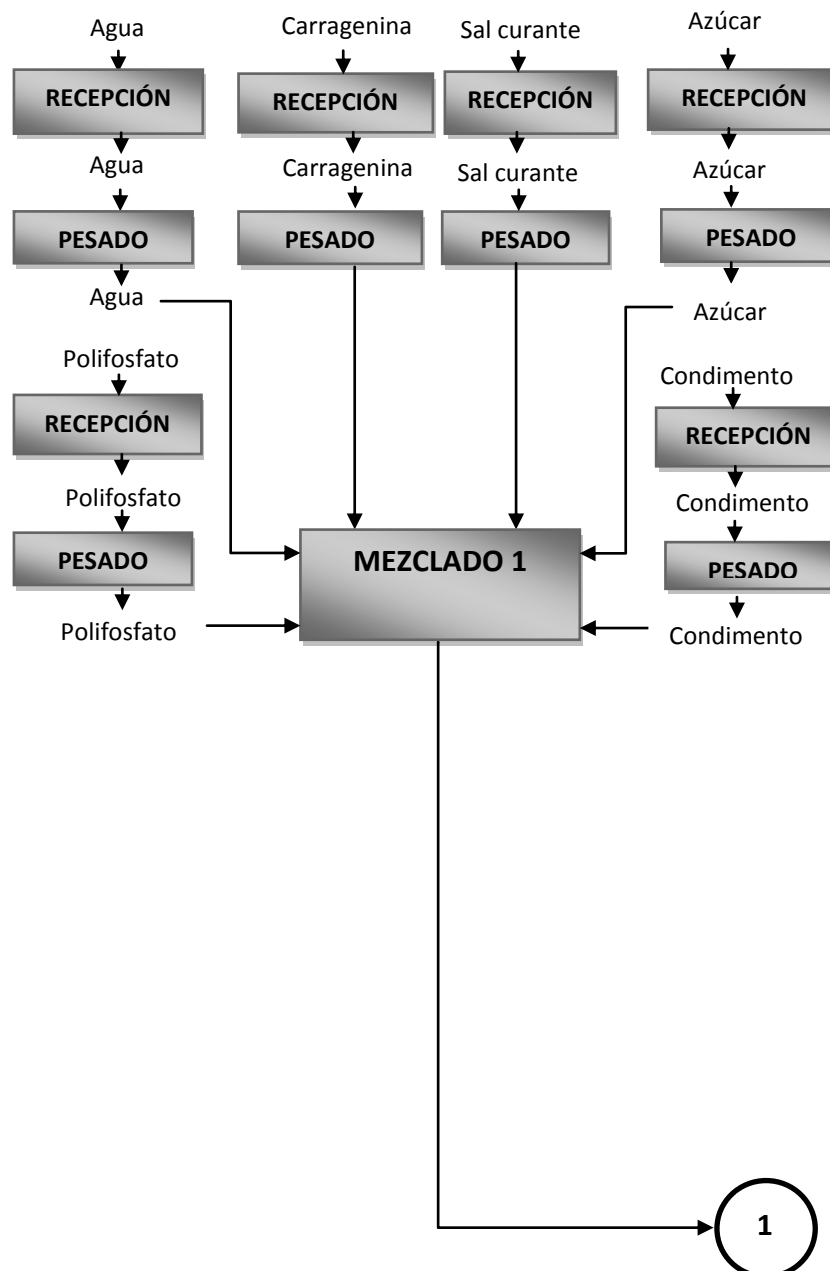 Agua
Carragenina
Sal curante
Azúcar
RECEPCIÓN
RECEPCIÓN
RECEPCIÓN
RECEPCIÓN
Agua
Carragenina
Sal curante
Azúcar
PESADO
PESADO
PESADO
PESADO
Agua
Azúcar
Polifosfato
Condimento
RECEPCIÓN
RECEPCIÓN
Polifosfato
Condimento
PESADO
MEZCLADO 1
PESADO
Polifosfato
Condimento
1